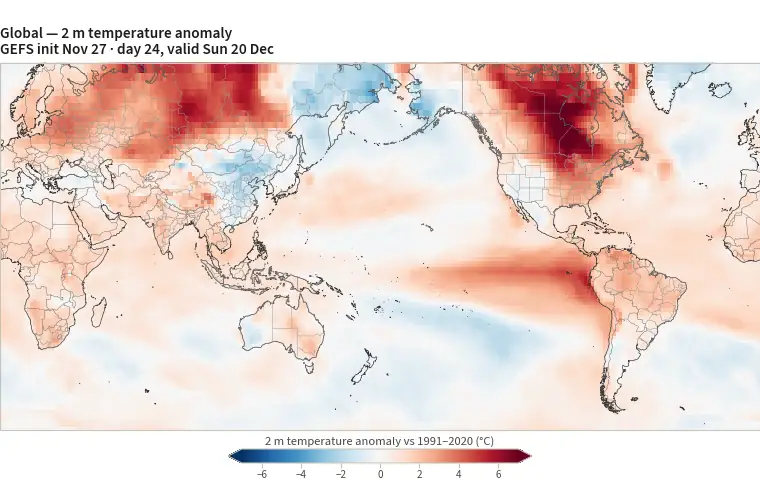 Global — 2 m temperature anomaly
GEFS init Nov 27 · day 24, valid Sun 20 Dec
2 m temperature anomaly vs 1991–2020 (°C)
−6 −4 −2 0 2 4 6